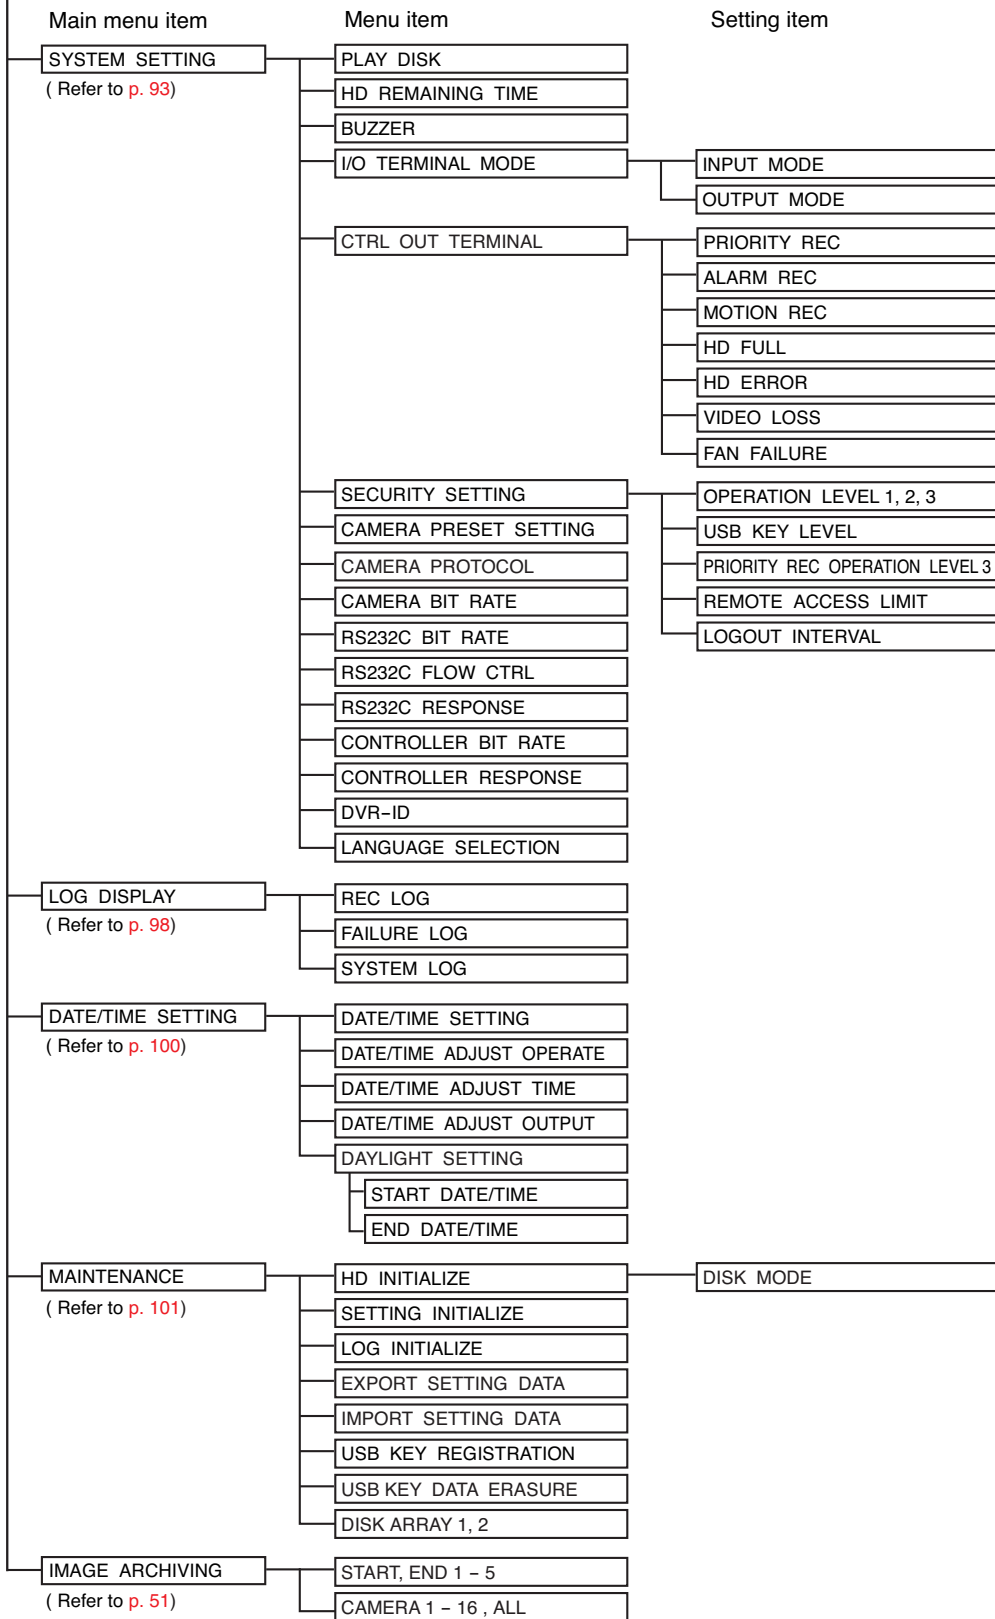 Main menu item Menu item Setting item
SYSTEM SETTING PLAY DISK
( Refer to p. 93)
HD REMAINING TIME
BUZZER
I/O TERMINAL MODE INPUT MODE
OUTPUT MODE
CTRL OUT TERMINAL PRIORITY REC
ALARM REC
MOTION REC
HD FULL
HD ERROR
VIDEO LOSS
FAN FAILURE
SECURITY SETTING OPERATION LEVEL 1, 2, 3
CAMERA PRESET SETTING USB KEY LEVEL
CAMERA PROTOCOL PRIORITY REC OPERATION LEVEL 3
CAMERA BIT RATE REMOTE ACCESS LIMIT
RS232C BIT RATE LOGOUT INTERVAL
RS232C FLOW CTRL
RS232C RESPONSE
CONTROLLER BIT RATE
CONTROLLER RESPONSE
DVR−ID
LANGUAGE SELECTION
LOG DISPLAY REC LOG
( Refer to p. 98)
FAILURE LOG
SYSTEM LOG
DATE/TIME SETTING DATE/TIME SETTING
( Refer to p. 100)
DATE/TIME ADJUST OPERATE
DATE/TIME ADJUST TIME
DATE/TIME ADJUST OUTPUT
DAYLIGHT SETTING
START DATE/TIME
END DATE/TIME
MAINTENANCE HD INITIALIZE DISK MODE
( Refer to p. 101)
SETTING INITIALIZE
LOG INITIALIZE
EXPORT SETTING DATA
IMPORT SETTING DATA
USB KEY REGISTRATION
USB KEY DATA ERASURE
DISK ARRAY 1, 2
IMAGE ARCHIVING START, END 1 − 5
( Refer to p. 51)
CAMERA 1 − 16 , ALL